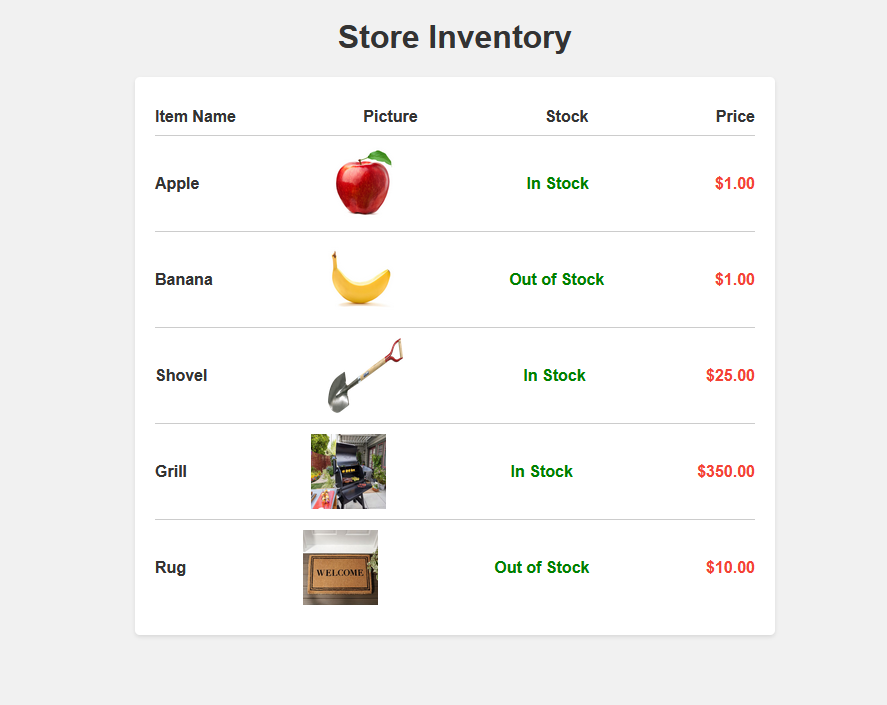 Store Inventory
Item Name Picture Stock Price
Apple In Stock $1.00
Banana Out of Stock $1.00
Shovel In Stock $25.00
Grill In Stock $350.00
WELCOME
Rug Out of Stock $10.00